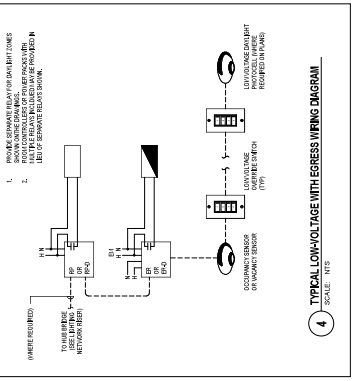 1. PROVIDE SEPARATE RELAY FOR DAYLIGHT ZONES
SHOWN ON THE DRAWINGS.
2. ROOM CONTROLLERS OR POWER PACKS WITH
MULTIPLE RELAYS INCLUDED MAY BE PROVIDED IN
LIEU OF SEPARATE RELAYS SHOWN.
(WHERE REQUIRED)
TO HUB BRIDGE
(SEE LIGHTING
NETWORK RISER)
H N
RP
OR
RP-D
EM
H N
N
H
ER
OR
ER-D
OCCUPANCY SENSOR
OR VACANCY SENSOR
LOW VOLTAGE
OVERRIDE SWITCH
(TYP)
LOW VOLTAGE DAYLIGHT
PHOTOCELL (WHERE
REQUIRED ON PLANS)
4
TYPICAL LOW-VOLTAGE WITH EGRESS WIRING DIAGRAM
SCALE: NTS